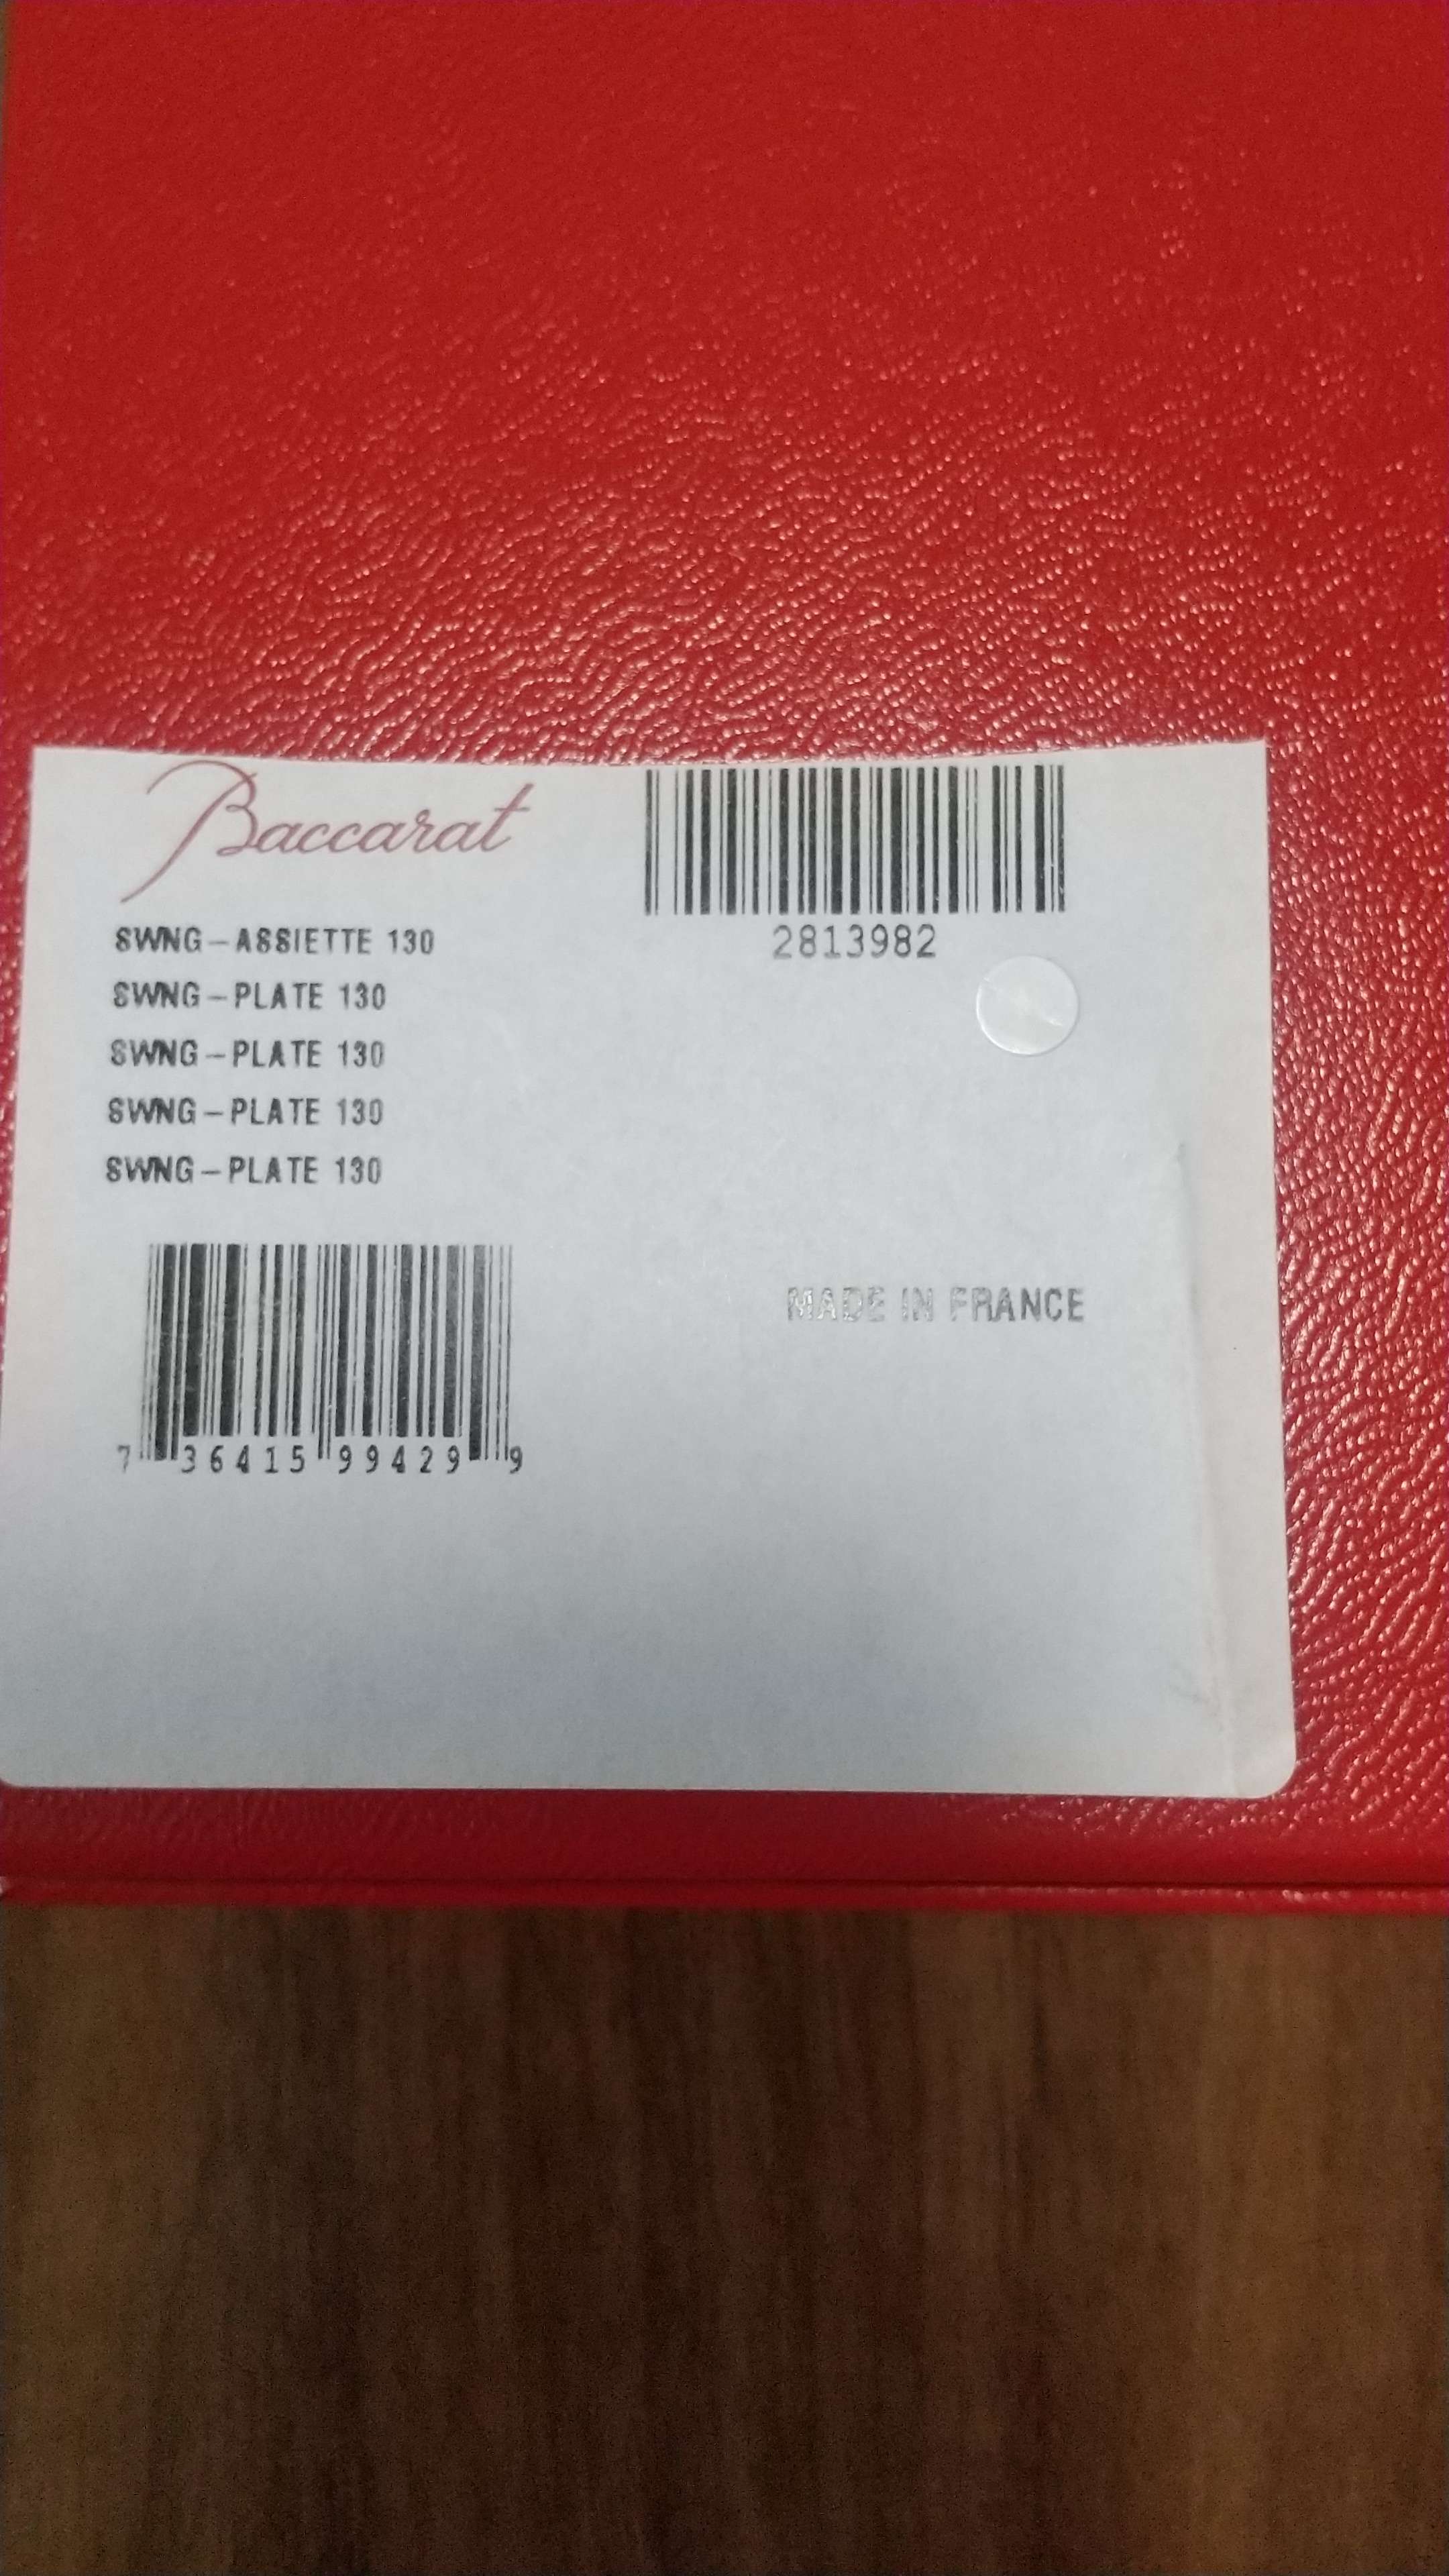 Baccarat
2813982
SWNG-ASSIETTE 130
SWNG-PLATE 130
SWNG-PLATE 130
SWNG-PLATE 130
SWNG-PLATE 130
MADE IN FRANCE
7 36415 99429 9